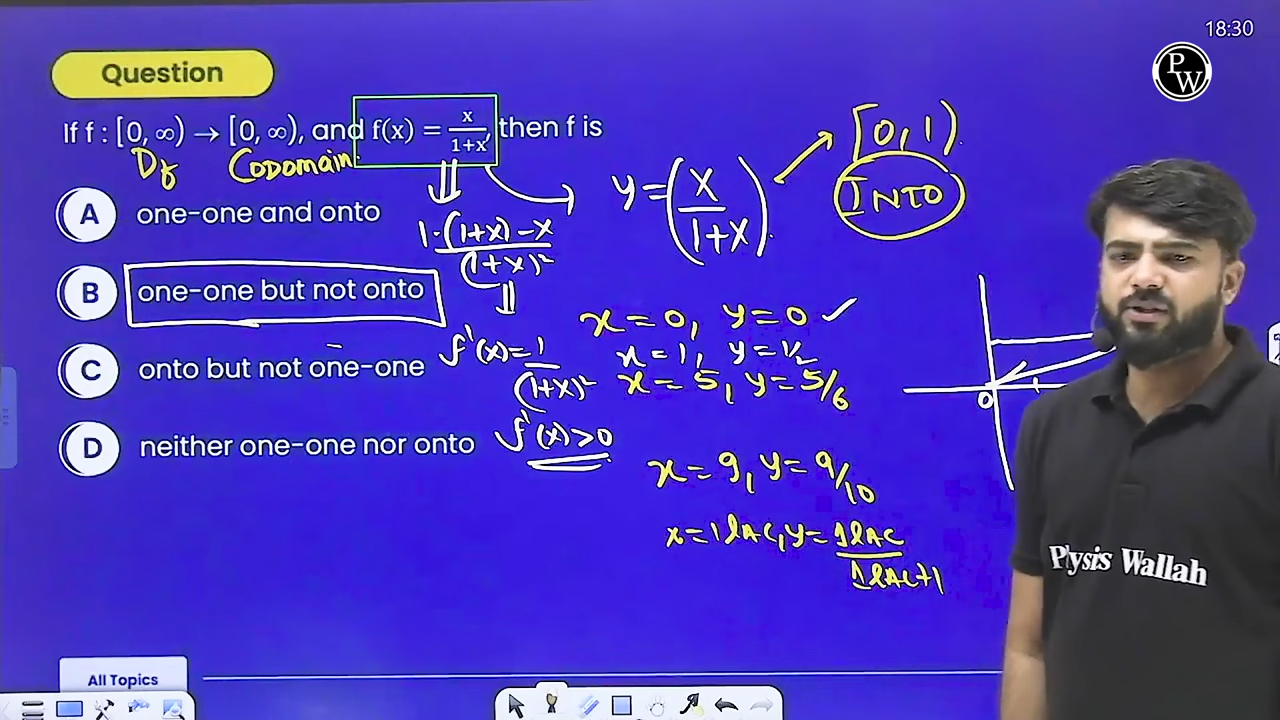 18:30
PW
Question
If f : [0, ∞) → [0, ∞), and f(x) = x/(1+x), then f is
Df Codomain
A one-one and onto
B one-one but not onto
C onto but not one-one
D neither one-one nor onto
1·(1+x)-x/(1+x)²
f'(x)=1/(1+x)²
f'(x)>0
y=(x/1+x)
[0,1)
INTO
x=0, y=0 ✓
x=1, y=1/2
x=5, y=5/6
x=9, y=9/10
x=1lAC, y=1lAC/1lAC+1
0
Physis Wallah
All Topics